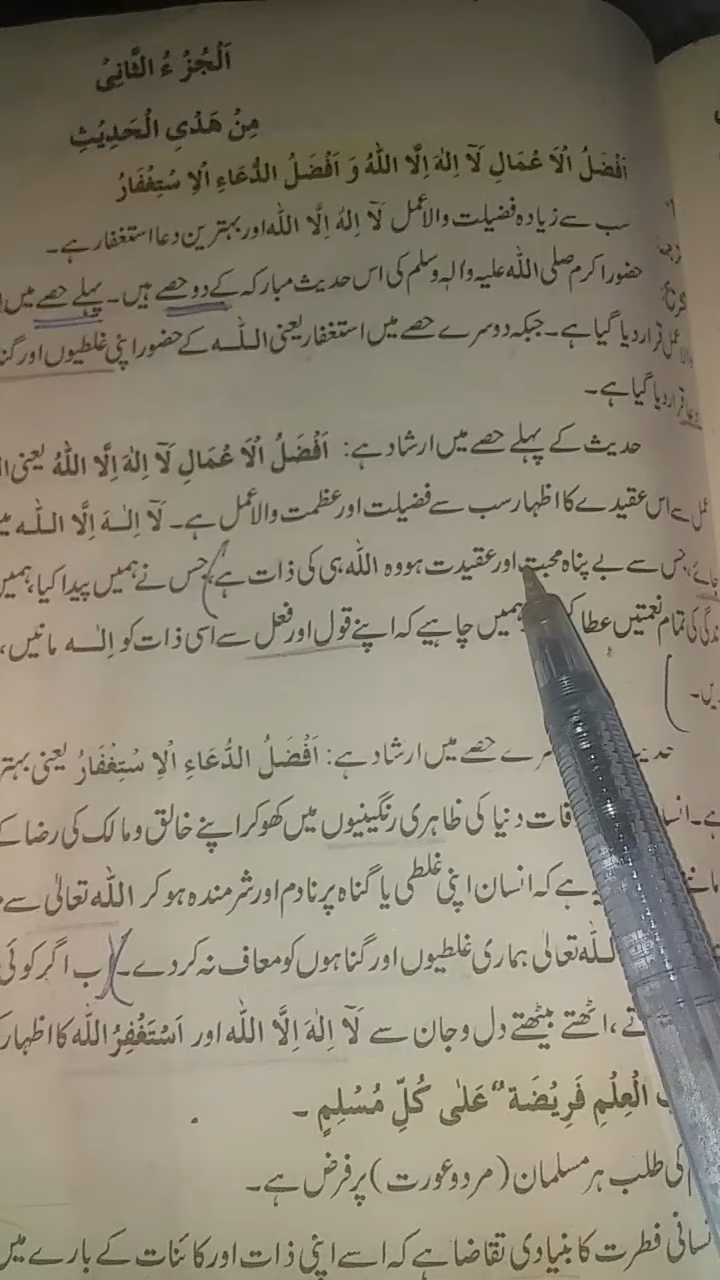 اَلْجُزْءُ الثَّانِیْ
مِنْ هَدْیِ الْحَدِیْثِ
اَفْضَلُ الْاَعْمَالِ لَآ اِلٰهَ اِلَّا اللّٰهُ وَ اَفْضَلُ الدُّعَاءِ اَلْاِسْتِغْفَارُ
سب سے زیادہ فضیلت والا عمل لَآ اِلٰهَ اِلَّا اللّٰه اور بہترین دعا استغفار ہے۔
حضور اکرم صلی اللّٰه علیہ والہٖ وسلم کی اس حدیث مبارکہ کے دو حصے ہیں۔ پہلے حصے میں
عمل قرار دیا گیا ہے۔ جبکہ دوسرے حصے میں استغفار یعنی اللّٰه کے حضور اپنی غلطیوں اور
قرار دیا گیا ہے۔
حدیث کے پہلے حصے میں ارشاد ہے: اَفْضَلُ الْاَعْمَالِ لَآ اِلٰهَ اِلَّا اللّٰهُ یعنی
عمل سے اس عقیدے کا اظہار سب سے فضیلت اور عظمت والا عمل ہے۔ لَآ اِلٰهَ اِلَّا اللّٰه
جائے، جس سے بے پناہ محبت اور عقیدت ہو وہ اللّٰه ہی کی ذات ہے، جس نے ہمیں پیدا کیا، ہمیں
کی تمام نعمتیں عطا ہمیں چاہیے کہ اپنے قول اور فعل سے اسی ذات کو اِلٰه مانیں،
حصے میں ارشاد ہے: اَفْضَلُ الدُّعَاءِ اَلْاِسْتِغْفَارُ یعنی
ہے۔ دنیا کی ظاہری رنگینیوں میں کھو کر اپنے خالق و مالک کی رضا کے
ہے کہ انسان اپنی غلطی یا گناہ پر نادم اور شرمندہ ہو کر اللّٰه تعالیٰ سے
اللّٰه تعالیٰ ہماری غلطیوں اور گناہوں کو معاف نہ کر دے۔ اب اگر کوئی
اٹھتے بیٹھتے دل و جان سے لَآ اِلٰهَ اِلَّا اللّٰه اور اَسْتَغْفِرُ اللّٰه کا اظہار
الْعِلْمِ فَرِیْضَةٌ عَلٰی کُلِّ مُسْلِمٍ۔
کی طلب ہر مسلمان (مرد و عورت) پر فرض ہے۔
انسانی فطرت کا بنیادی تقاضا ہے کہ اسے اپنی ذات اور کائنات کے بارے میں